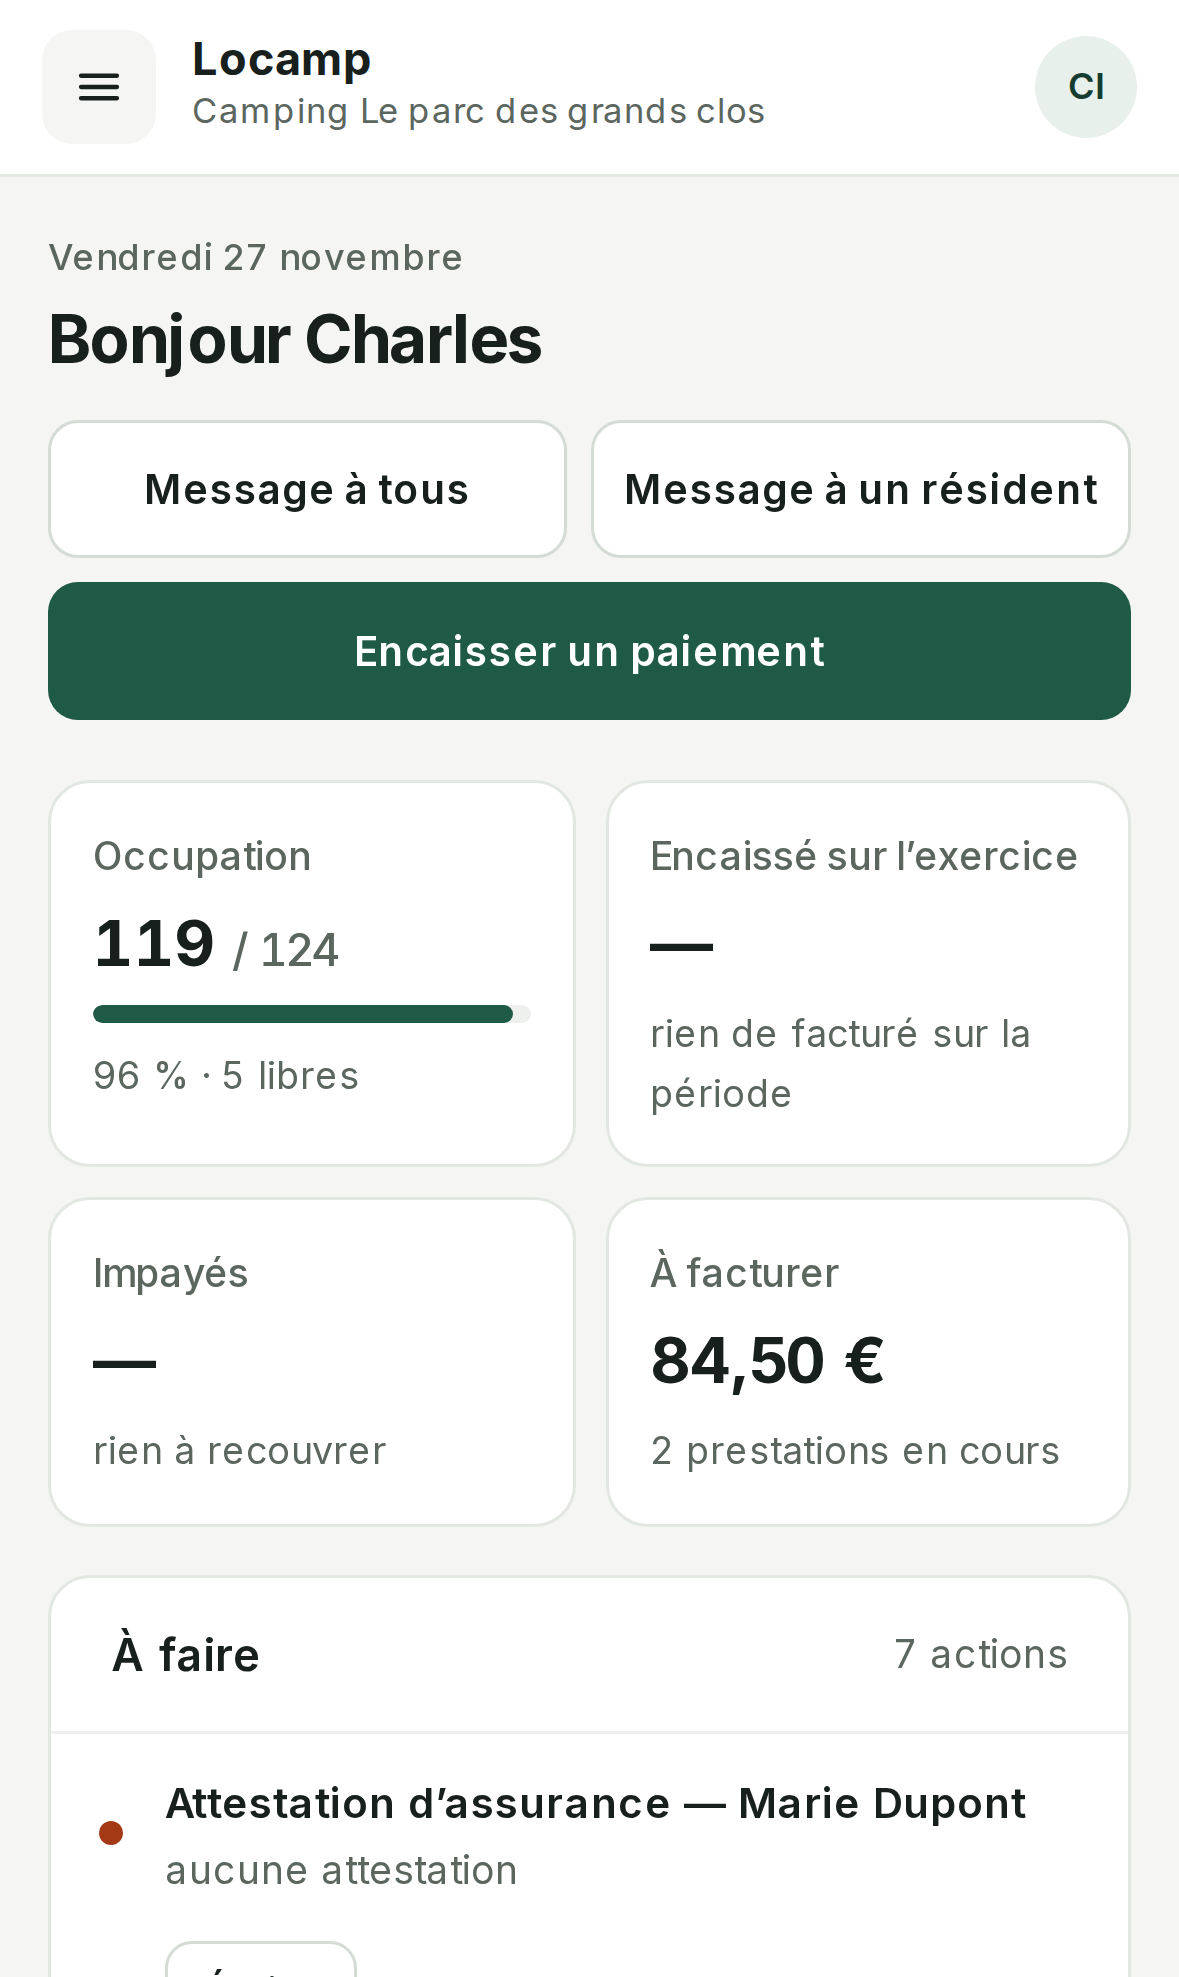 Locamp
Camping Le parc des grands clos
Cl
Vendredi 27 novembre
Bonjour Charles
Message à tous
Message à un résident
Encaisser un paiement
Occupation
119 / 124
96 % · 5 libres
Encaissé sur l’exercice
—
rien de facturé sur la
période
Impayés
—
rien à recouvrer
À facturer
84,50 €
2 prestations en cours
À faire
7 actions
Attestation d’assurance — Marie Dupont
aucune attestation